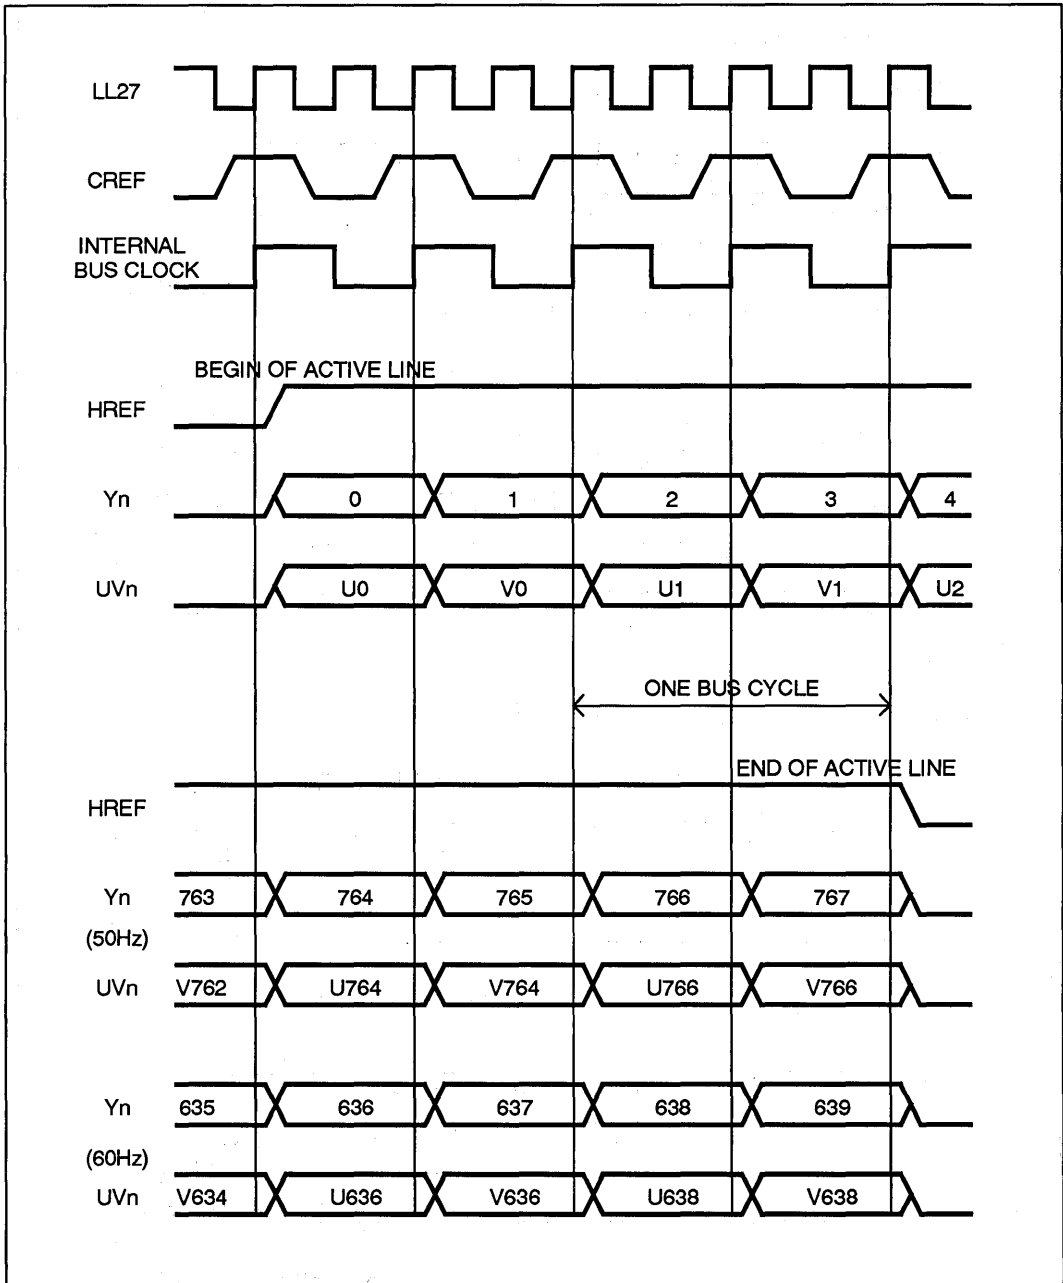 LL27
CREF
INTERNAL
BUS CLOCK
BEGIN OF ACTIVE LINE
HREF
Yn 0 1 2 3 4
UVn U0 V0 U1 V1 U2
ONE BUS CYCLE
END OF ACTIVE LINE
HREF
Yn 763 764 765 766 767
(50Hz)
UVn V762 U764 V764 U766 V766
Yn 635 636 637 638 639
(60Hz)
UVn V634 U636 V636 U638 V638